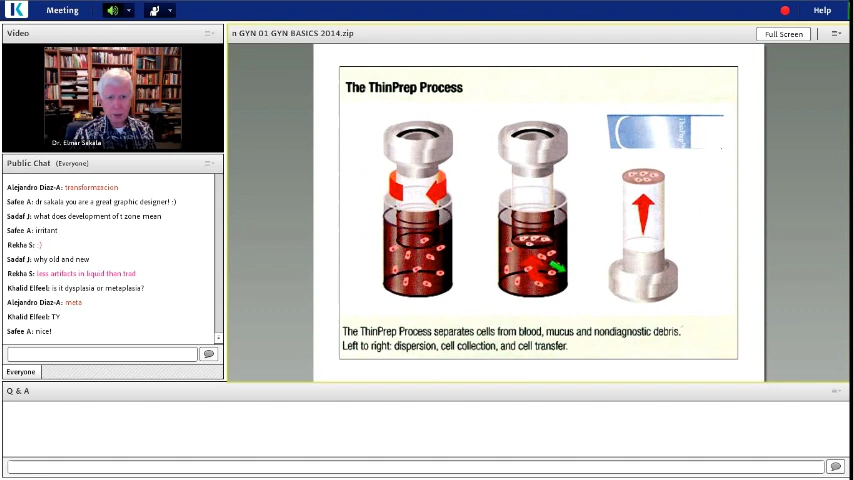 K Meeting Help
Video
n GYN 01 GYN BASICS 2014.zip
Full Screen
Dr. Elmar Sakala
Public Chat (Everyone)
Alejandro Diaz-A: transformzacion
Safee A: dr sakala you are a great graphic designer! :)
Sadaf J: what does development of t zone mean
Safee A: irritant
Rekha S: :)
Sadaf J: why old and new
Rekha S: less artifacts in liquid than trad
Khalid Elfeel: is it dysplasia or metaplasia?
Alejandro Diaz-A: meta
Khalid Elfeel: TY
Safee A: nice!
Everyone
Q & A
The ThinPrep Process
The ThinPrep Process separates cells from blood, mucus and nondiagnostic debris.
Left to right: dispersion, cell collection, and cell transfer.